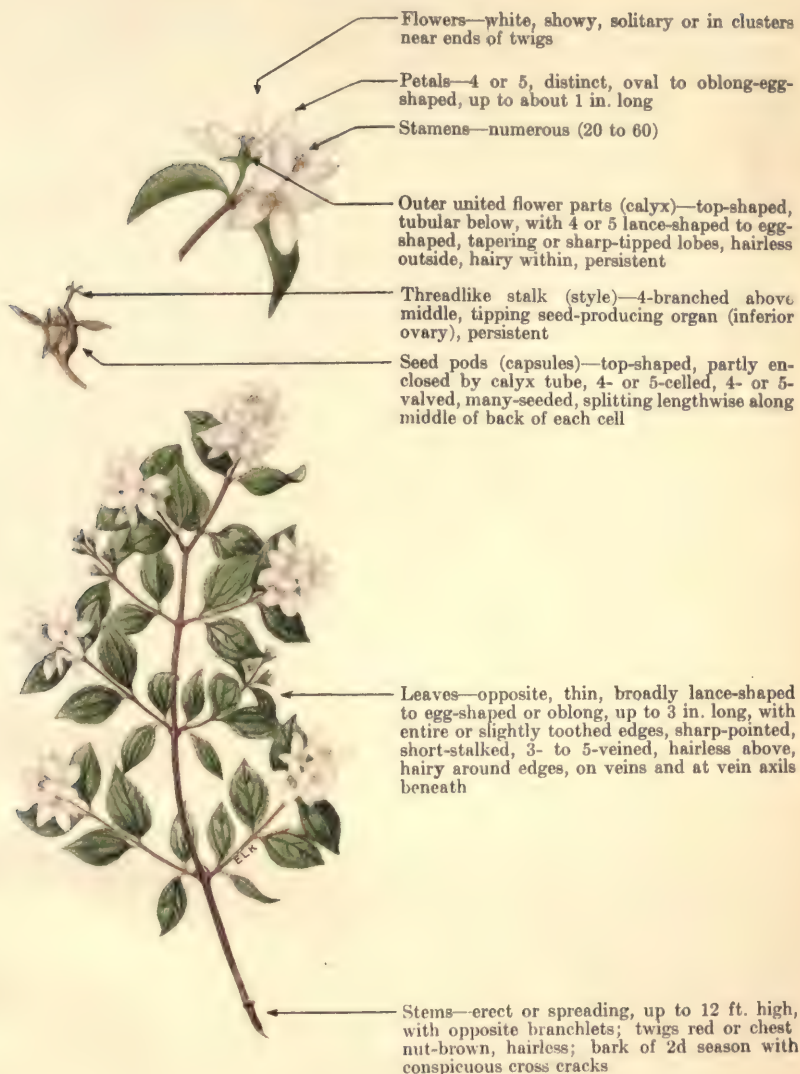 Flowers—white, showy, solitary or in clusters
near ends of twigs
Petals—4 or 5, distinct, oval to oblong-egg-
shaped, up to about 1 in. long
Stamens—numerous (20 to 60)
Outer united flower parts (calyx)—top-shaped,
tubular below, with 4 or 5 lance-shaped to egg-
shaped, tapering or sharp-tipped lobes, hairless
outside, hairy within, persistent
Threadlike stalk (style)—4-branched above
middle, tipping seed-producing organ (inferior
ovary), persistent
Seed pods (capsules)—top-shaped, partly en-
closed by calyx tube, 4- or 5-celled, 4- or 5-
valved, many-seeded, splitting lengthwise along
middle of back of each cell
Leaves—opposite, thin, broadly lance-shaped
to egg-shaped or oblong, up to 3 in. long, with
entire or slightly toothed edges, sharp-pointed,
short-stalked, 3- to 5-veined, hairless above,
hairy around edges, on veins and at vein axils
beneath
ELK
Stems—erect or spreading, up to 12 ft. high,
with opposite branchlets; twigs red or chest
nut-brown, hairless; bark of 2d season with
conspicuous cross cracks